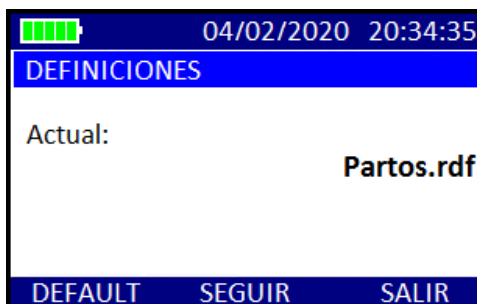 04/02/2020 20:34:35
DEFINICIONES
Actual:
Partos.rdf
DEFAULT SEGUIR SALIR